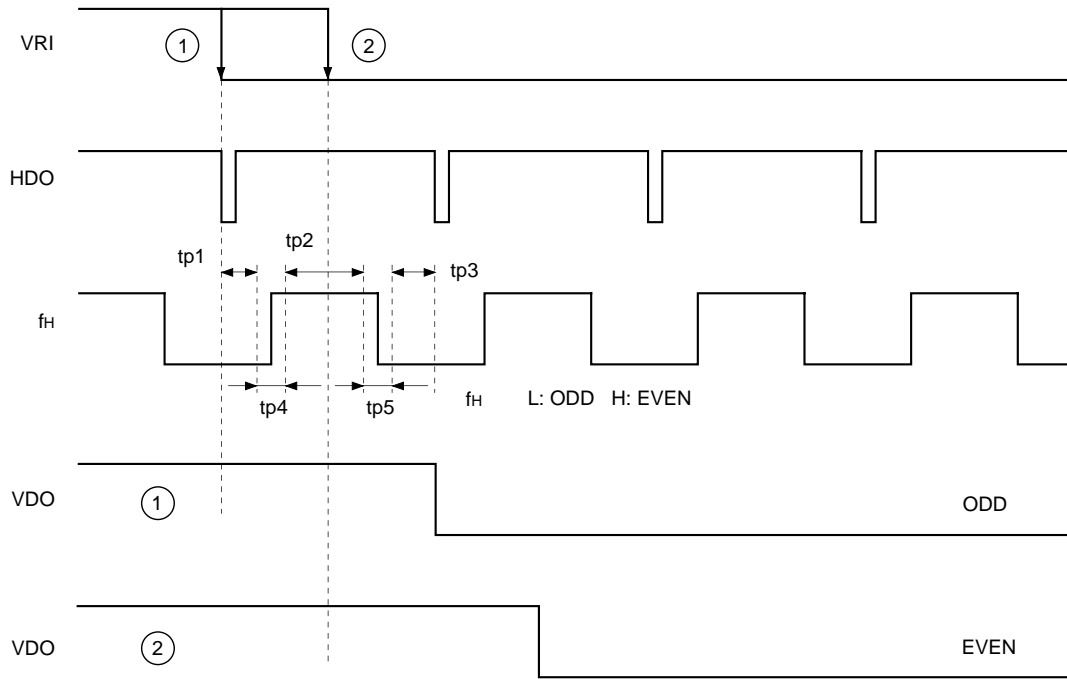 VRI
1
2
HDO
tp1
tp2
tp3
fH
tp4
tp5
fH L: ODD H: EVEN
VDO
1
ODD
VDO
2
EVEN